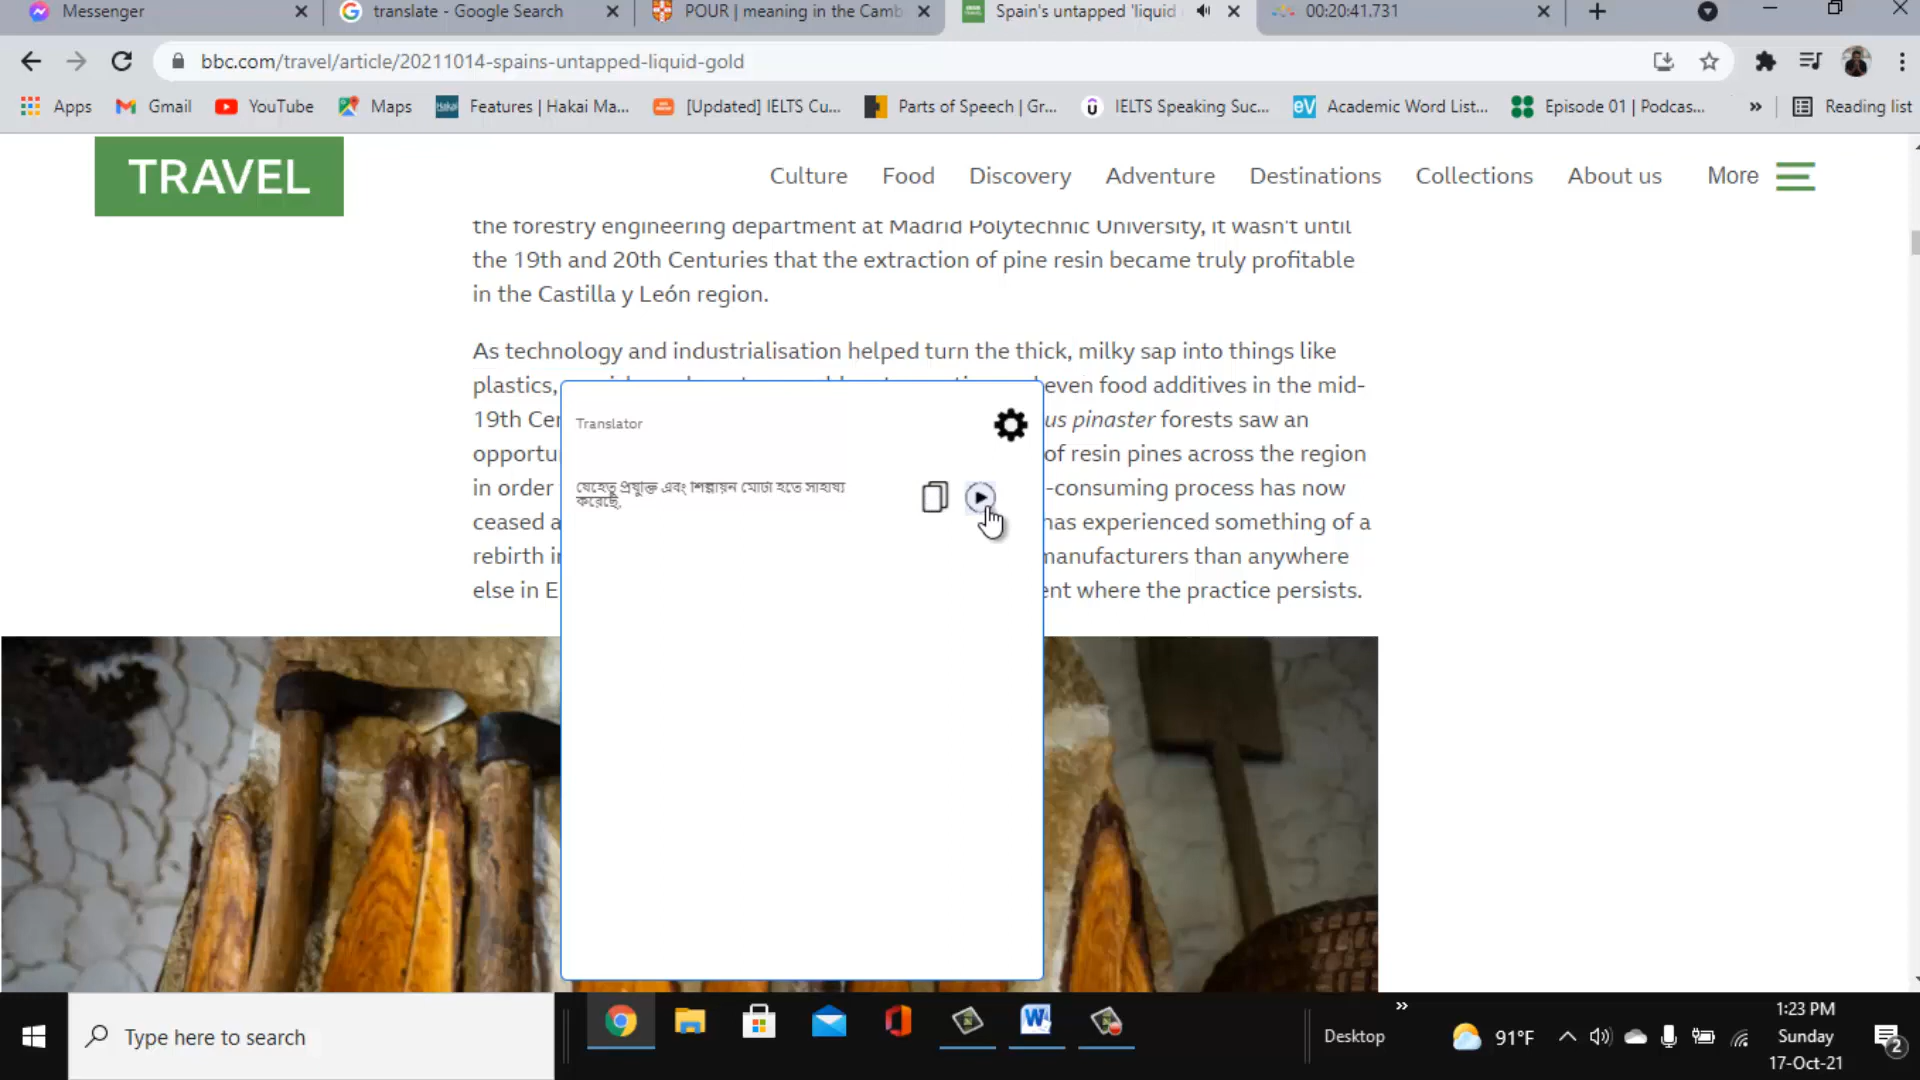 Messenger
translate - Google Search
POUR | meaning in the Camb
Spain's untapped 'liquid
00:20:41.731
bbc.com/travel/article/20211014-spains-untapped-liquid-gold
Apps
Gmail
YouTube
Maps
Features | Hakai Ma...
[Updated] IELTS Cu...
Parts of Speech | Gr...
IELTS Speaking Suc...
Academic Word List...
Episode 01 | Podcas...
Reading list
TRAVEL
Culture
Food
Discovery
Adventure
Destinations
Collections
About us
More
the forestry engineering department at Madrid Polytechnic University, it wasn't until
the 19th and 20th Centuries that the extraction of pine resin became truly profitable
in the Castilla y León region.
As technology and industrialisation helped turn the thick, milky sap into things like
plastics, even food additives in the mid-
19th Cen us pinaster forests saw an
opportu of resin pines across the region
in order -consuming process has now
ceased a has experienced something of a
rebirth in manufacturers than anywhere
else in E ent where the practice persists.
Translator
যেহেতু প্রযুক্তি এবং শিল্পায়ন মোটা হতে সাহায্য
করেছে,
Type here to search
Desktop
91°F
1:23 PM
Sunday
17-Oct-21
2